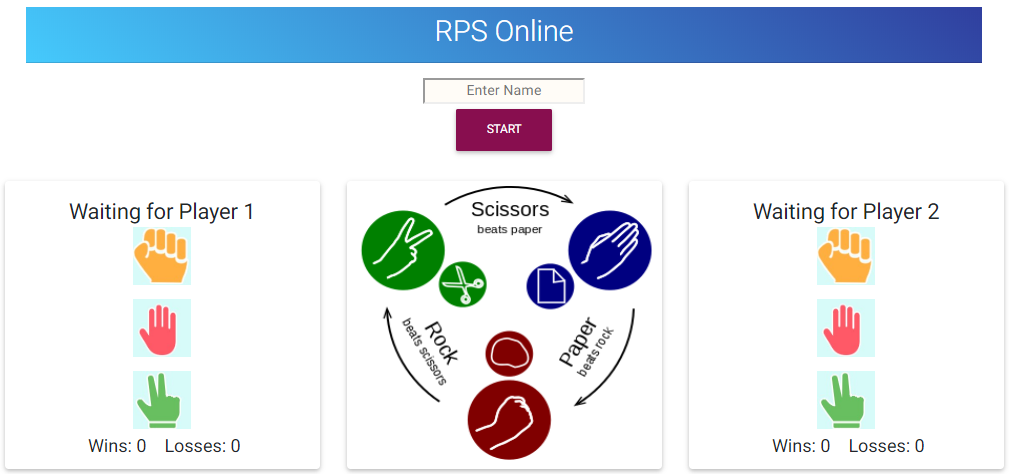 RPS Online
Enter Name
START
Waiting for Player 1
Wins: 0 Losses: 0
Scissors
beats paper
Rock
beats scissors
Paper
beats rock
Waiting for Player 2
Wins: 0 Losses: 0